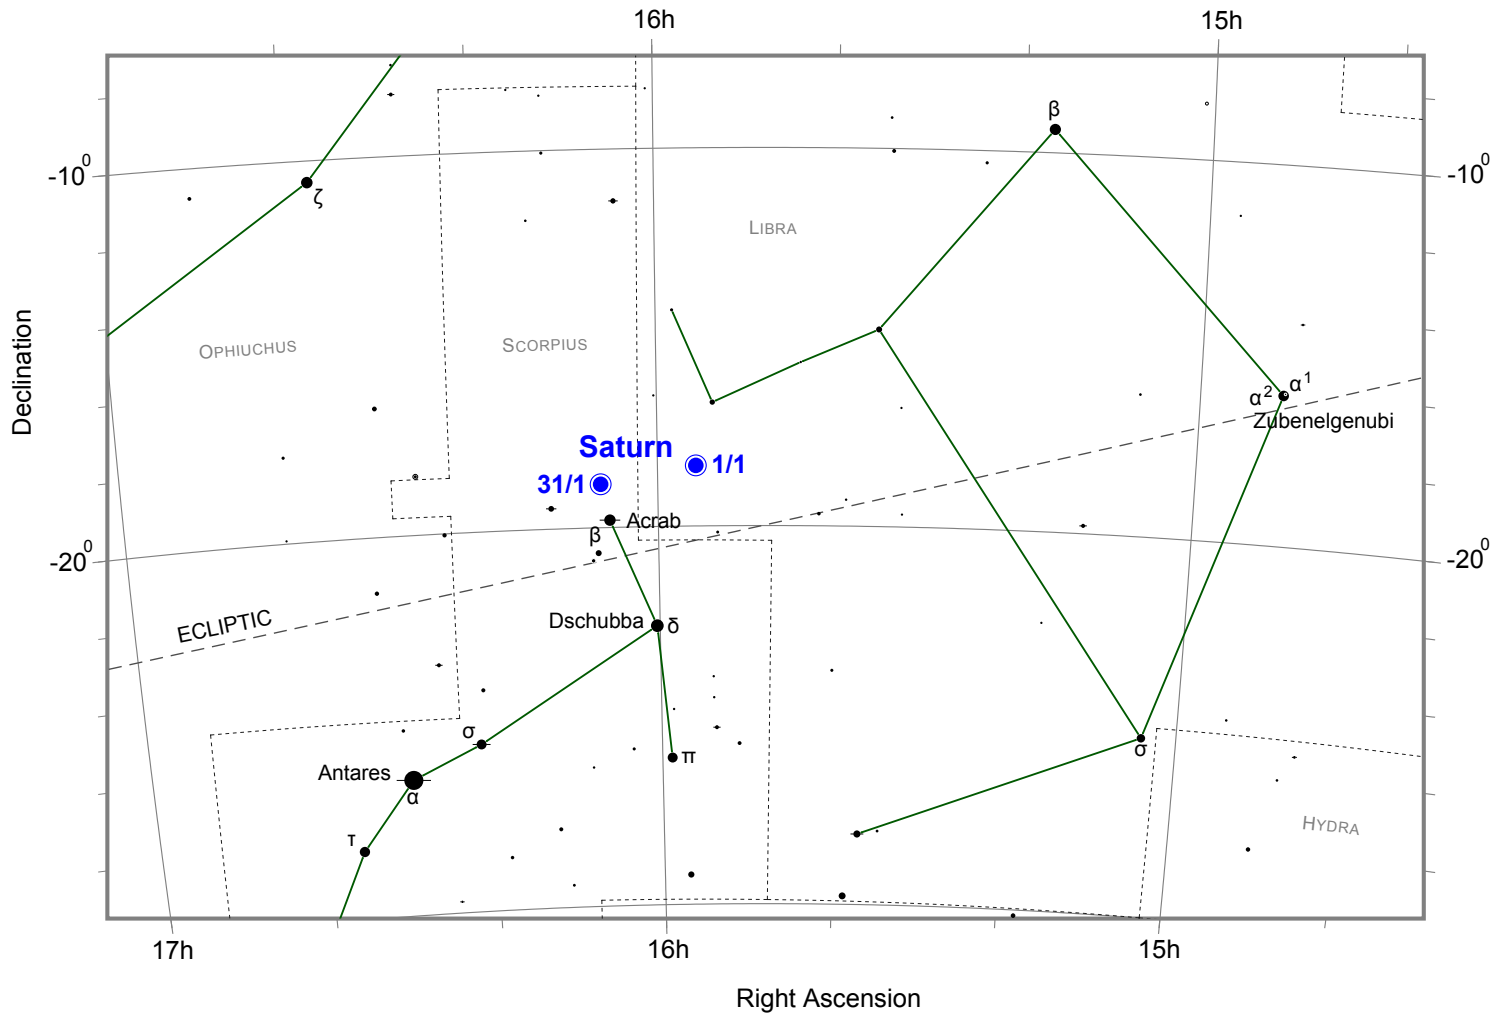 16h 15h
β
-10⁰ -10⁰
ζ
LIBRA
OPHIUCHUS SCORPIUS
Declination
α² α¹
Zubenelgenubi
Saturn
1/1
31/1
Acrab
β
-20⁰ -20⁰
ECLIPTIC
Dschubba δ
σ
σ
π
Antares
α
HYDRA
τ
17h 16h 15h
Right Ascension